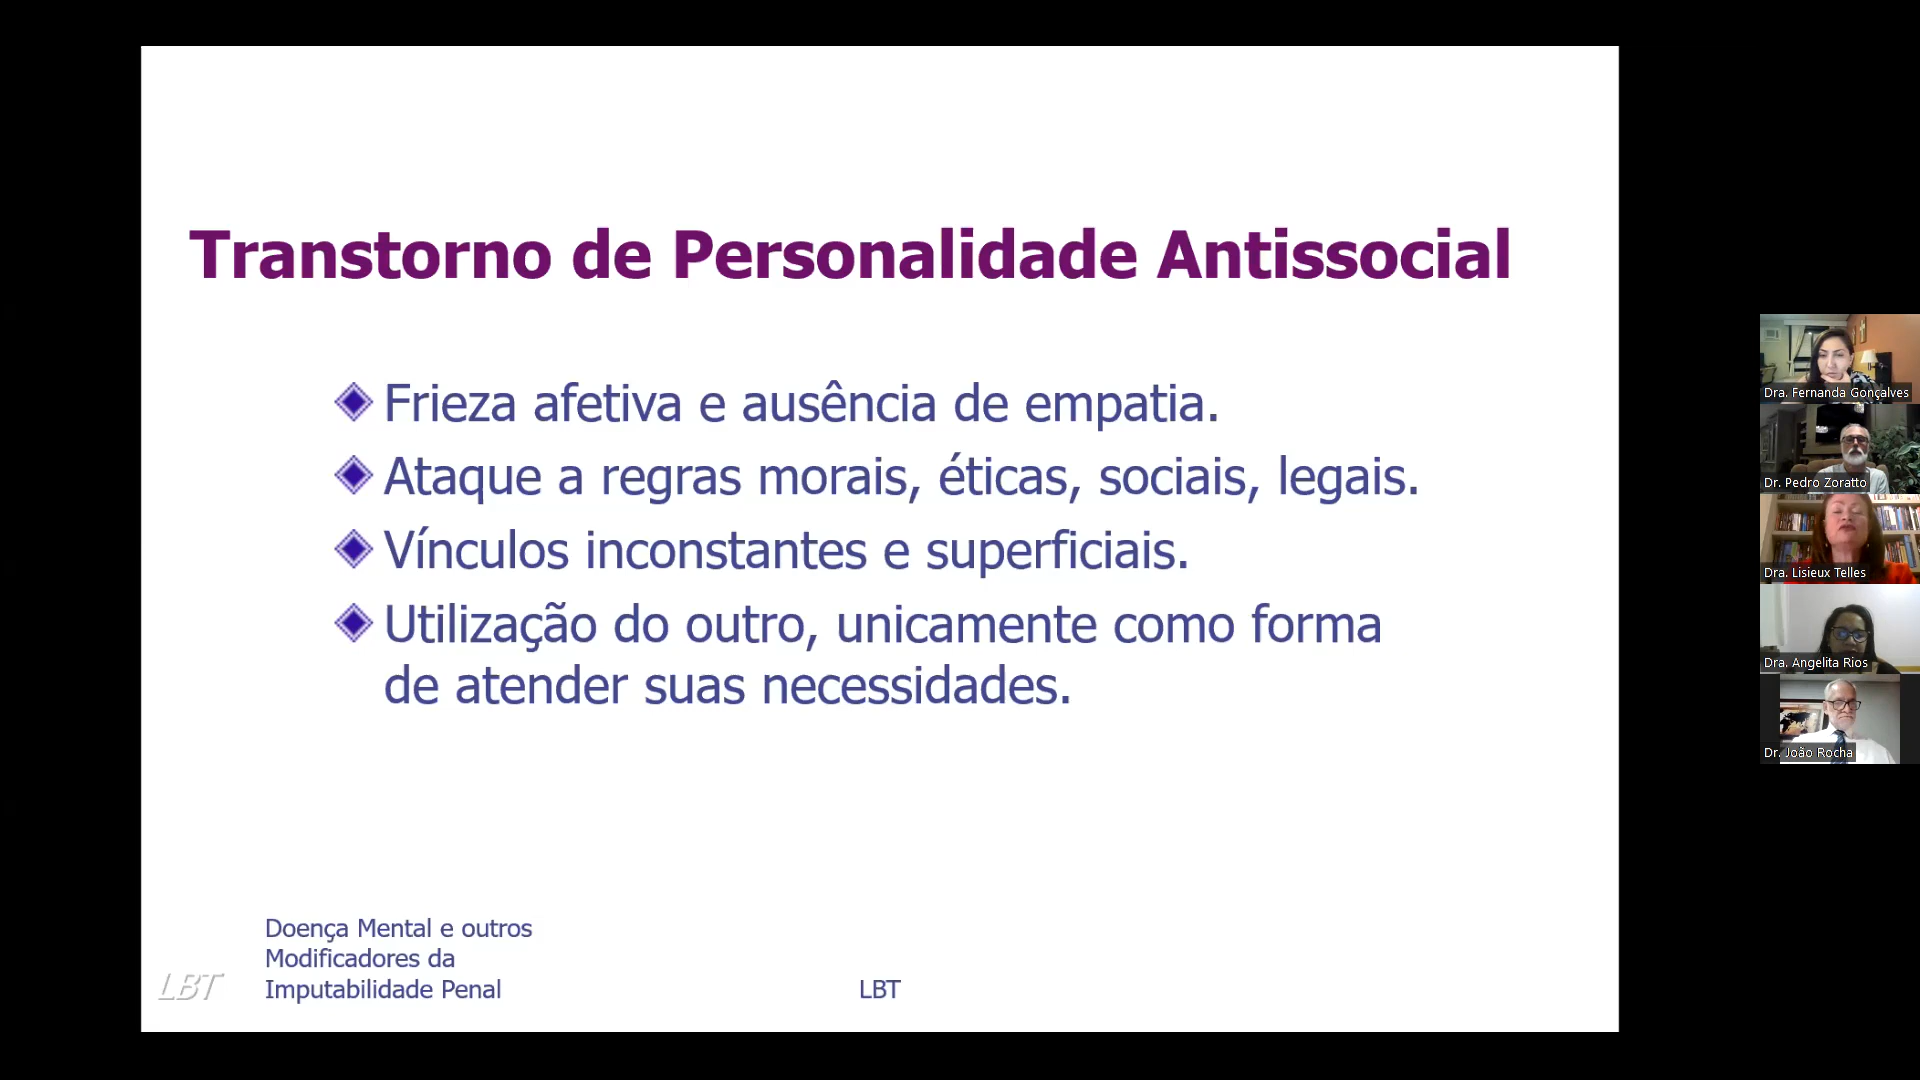 Transtorno de Personalidade Antissocial
Frieza afetiva e ausência de empatia.
Ataque a regras morais, éticas, sociais, legais.
Vínculos inconstantes e superficiais.
Utilização do outro, unicamente como forma
de atender suas necessidades.
Doença Mental e outros
Modificadores da
Imputabilidade Penal
LBT
LBT
Dra. Fernanda Gonçalves
Dr. Pedro Zoratto
Dra. Lisieux Telles
Dra. Angelita Rios
Dr. João Rocha